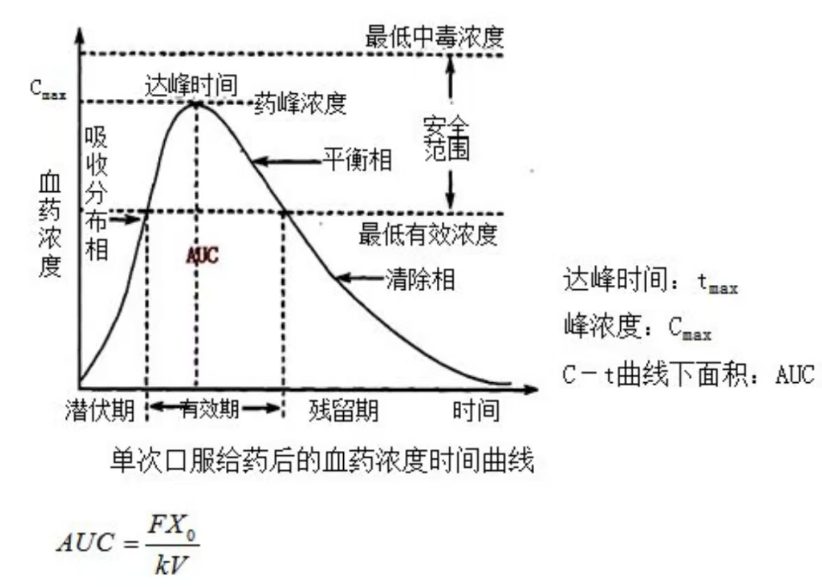 最低中毒浓度
C_max
达峰时间
药峰浓度
吸收分布相
安全范围
平衡相
血药浓度
最低有效浓度
AUC
清除相
达峰时间：t_max
峰浓度：C_max
C－t曲线下面积：AUC
潜伏期 有效期 残留期 时间
单次口服给药后的血药浓度时间曲线
AUC = FX₀ / kV